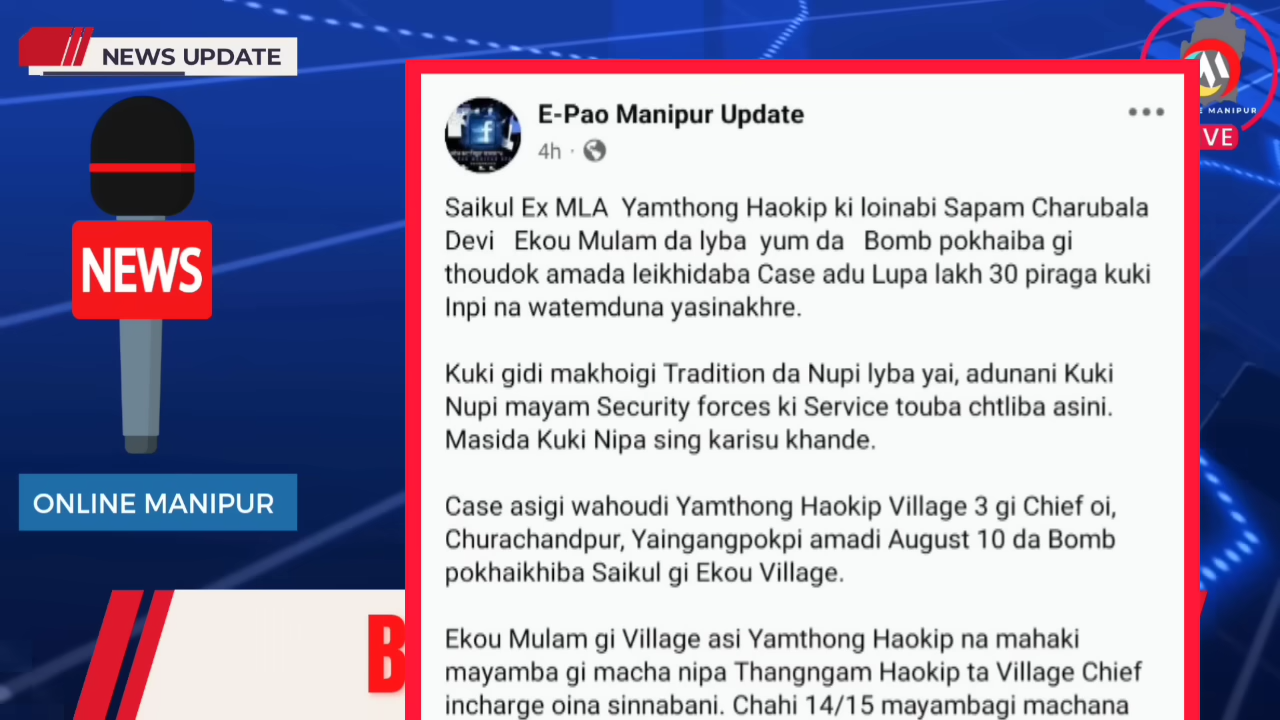 NEWS UPDATE
NEWS
ONLINE MANIPUR
E-Pao Manipur Update
4h ·
Saikul Ex MLA Yamthong Haokip ki loinabi Sapam Charubala
Devi Ekou Mulam da lyba yum da Bomb pokhaiba gi
thoudok amada leikhidaba Case adu Lupa lakh 30 piraga kuki
Inpi na watemduna yasinakhre.
Kuki gidi makhoigi Tradition da Nupi lyba yai, adunani Kuki
Nupi mayam Security forces ki Service touba chtliba asini.
Masida Kuki Nipa sing karisu khande.
Case asigi wahoudi Yamthong Haokip Village 3 gi Chief oi,
Churachandpur, Yaingangpokpi amadi August 10 da Bomb
pokhaikhiba Saikul gi Ekou Village.
Ekou Mulam gi Village asi Yamthong Haokip na mahaki
mayamba gi macha nipa Thangngam Haokip ta Village Chief
incharge oina sinnabani. Chahi 14/15 mayambagi machana
B
E MANIPUR
VE